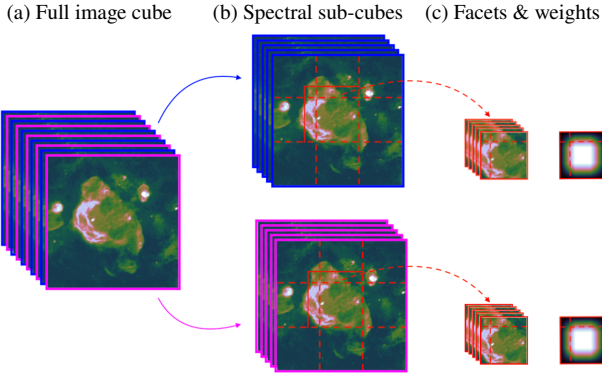 (a) Full image cube
(b) Spectral sub-cubes
(c) Facets & weights